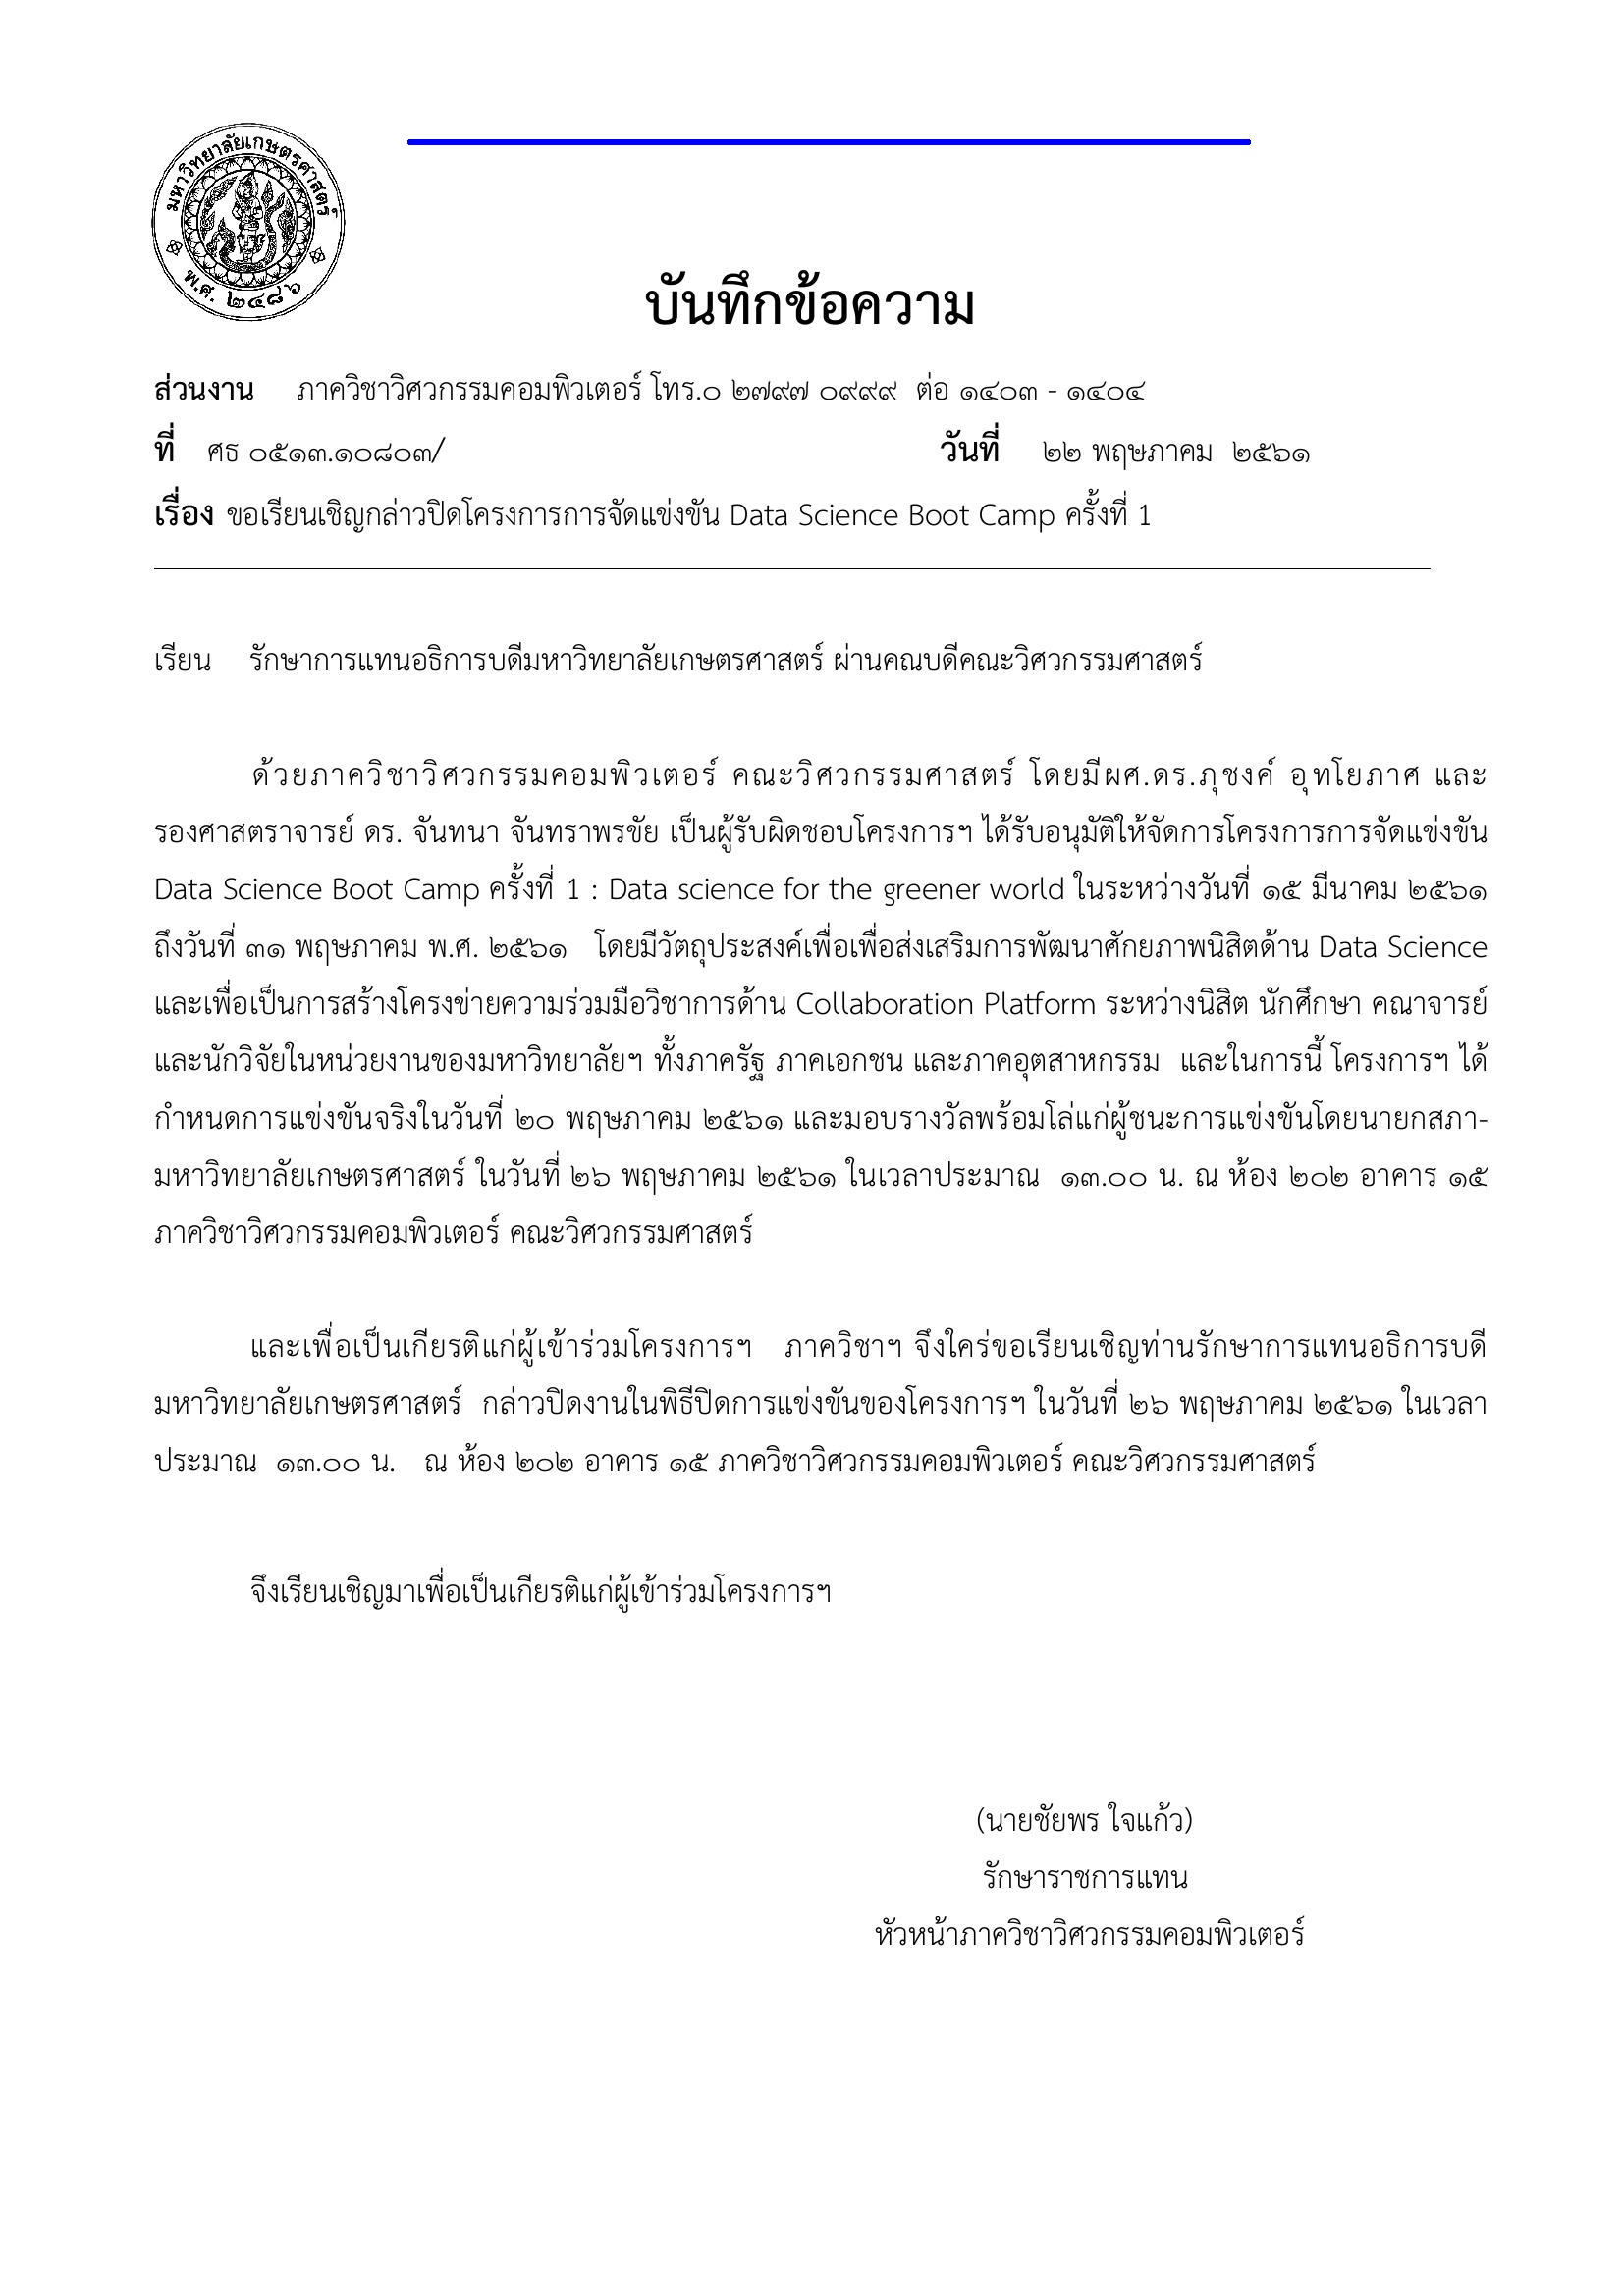 มหาวิทยาลัยเกษตรศาสตร์
พ.ศ. ๒๔๘๖
บันทึกข้อความ
ส่วนงาน ภาควิชาวิศวกรรมคอมพิวเตอร์ โทร.๐ ๒๗๙๗ ๐๙๙๙ ต่อ ๑๔๐๓ - ๑๔๐๔
ที่ ศธ ๐๕๑๓.๑๐๘๐๓/ วันที่ ๒๒ พฤษภาคม ๒๕๖๑
เรื่อง ขอเรียนเชิญกล่าวปิดโครงการการจัดแข่งขัน Data Science Boot Camp ครั้งที่ 1
เรียน รักษาการแทนอธิการบดีมหาวิทยาลัยเกษตรศาสตร์ ผ่านคณบดีคณะวิศวกรรมศาสตร์
ด้วยภาควิชาวิศวกรรมคอมพิวเตอร์ คณะวิศวกรรมศาสตร์ โดยมีผศ.ดร.ภุชงค์ อุทโยภาศ และ
รองศาสตราจารย์ ดร. จันทนา จันทราพรชัย เป็นผู้รับผิดชอบโครงการฯ ได้รับอนุมัติให้จัดการโครงการการจัดแข่งขัน
Data Science Boot Camp ครั้งที่ 1 : Data science for the greener world ในระหว่างวันที่ ๑๕ มีนาคม ๒๕๖๑
ถึงวันที่ ๓๑ พฤษภาคม พ.ศ. ๒๕๖๑ โดยมีวัตถุประสงค์เพื่อเพื่อส่งเสริมการพัฒนาศักยภาพนิสิตด้าน Data Science
และเพื่อเป็นการสร้างโครงข่ายความร่วมมือวิชาการด้าน Collaboration Platform ระหว่างนิสิต นักศึกษา คณาจารย์
และนักวิจัยในหน่วยงานของมหาวิทยาลัยฯ ทั้งภาครัฐ ภาคเอกชน และภาคอุตสาหกรรม และในการนี้ โครงการฯ ได้
กำหนดการแข่งขันจริงในวันที่ ๒๐ พฤษภาคม ๒๕๖๑ และมอบรางวัลพร้อมโล่แก่ผู้ชนะการแข่งขันโดยนายกสภา-
มหาวิทยาลัยเกษตรศาสตร์ ในวันที่ ๒๖ พฤษภาคม ๒๕๖๑ ในเวลาประมาณ ๑๓.๐๐ น. ณ ห้อง ๒๐๒ อาคาร ๑๕
ภาควิชาวิศวกรรมคอมพิวเตอร์ คณะวิศวกรรมศาสตร์
และเพื่อเป็นเกียรติแก่ผู้เข้าร่วมโครงการฯ ภาควิชาฯ จึงใคร่ขอเรียนเชิญท่านรักษาการแทนอธิการบดี
มหาวิทยาลัยเกษตรศาสตร์ กล่าวปิดงานในพิธีปิดการแข่งขันของโครงการฯ ในวันที่ ๒๖ พฤษภาคม ๒๕๖๑ ในเวลา
ประมาณ ๑๓.๐๐ น. ณ ห้อง ๒๐๒ อาคาร ๑๕ ภาควิชาวิศวกรรมคอมพิวเตอร์ คณะวิศวกรรมศาสตร์
จึงเรียนเชิญมาเพื่อเป็นเกียรติแก่ผู้เข้าร่วมโครงการฯ
(นายชัยพร ใจแก้ว)
รักษาราชการแทน
หัวหน้าภาควิชาวิศวกรรมคอมพิวเตอร์